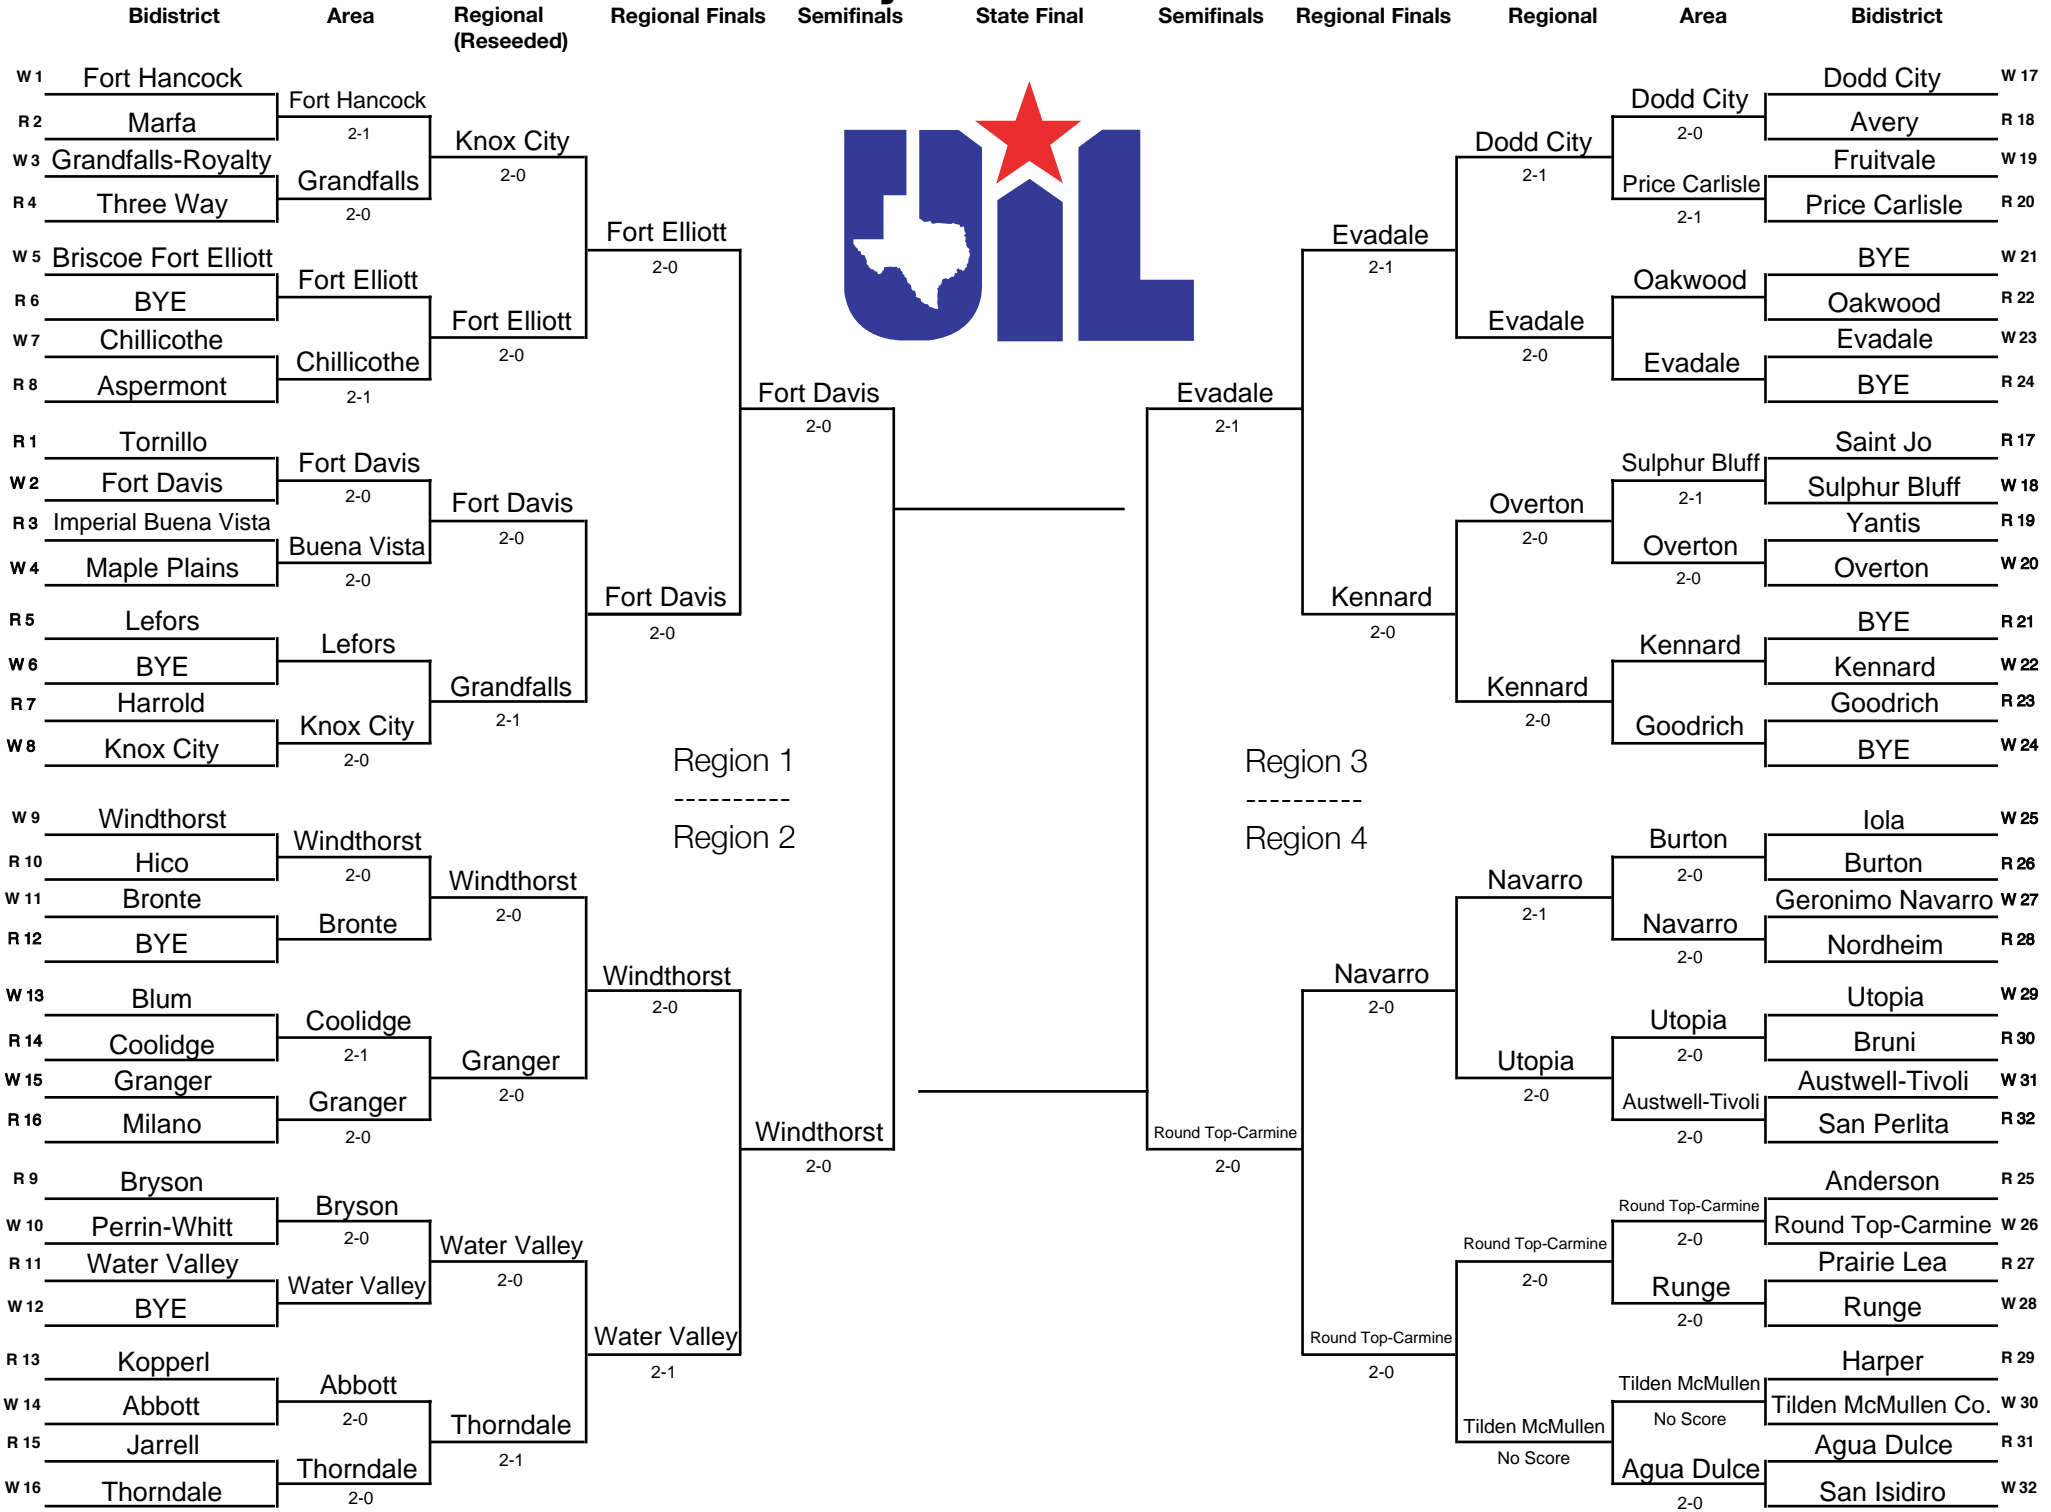 Bidistrict Area Regional Regional Finals Semifinals State Final Semifinals Regional Finals Regional Area Bidistrict
(Reseeded)
W 1 Fort Hancock
Fort Hancock
R 2 Marfa
2-1
Knox City
2-0
W 3 Grandfalls-Royalty
Grandfalls
R 4 Three Way
2-0
Fort Elliott
2-0
W 5 Briscoe Fort Elliott
Fort Elliott
R 6 BYE
Fort Elliott
2-0
W 7 Chillicothe
Chillicothe
R 8 Aspermont
2-1
Fort Davis
2-0
R 1 Tornillo
Fort Davis
W 2 Fort Davis
2-0
Fort Davis
2-0
R 3 Imperial Buena Vista
Buena Vista
W 4 Maple Plains
2-0
Fort Davis
2-0
R 5 Lefors
Lefors
W 6 BYE
Grandfalls
2-1
R 7 Harrold
Knox City
W 8 Knox City
2-0
Region 1
----------
Region 2
W 9 Windthorst
Windthorst
R 10 Hico
2-0
Windthorst
2-0
W 11 Bronte
Bronte
R 12 BYE
Windthorst
2-0
W 13 Blum
Coolidge
R 14 Coolidge
2-1
Granger
2-0
W 15 Granger
Granger
R 16 Milano
2-0
Windthorst
2-0
R 9 Bryson
Bryson
W 10 Perrin-Whitt
2-0
Water Valley
2-0
R 11 Water Valley
Water Valley
W 12 BYE
Water Valley
2-1
R 13 Kopperl
Abbott
W 14 Abbott
2-0
Thorndale
2-1
R 15 Jarrell
Thorndale
W 16 Thorndale
2-0
UIL
Dodd City W 17
Dodd City
Avery R 18
2-0
Dodd City
2-1
Fruitvale W 19
Price Carlisle
Price Carlisle R 20
2-1
Evadale
2-1
BYE W 21
Oakwood
Oakwood R 22
Evadale
2-0
Evadale W 23
Evadale
BYE R 24
Evadale
2-1
Saint Jo R 17
Sulphur Bluff
Sulphur Bluff W 18
2-1
Overton
2-0
Yantis R 19
Overton
Overton W 20
2-0
Kennard
2-0
BYE R 21
Kennard
Kennard W 22
Kennard
2-0
Goodrich R 23
Goodrich
BYE W 24
Region 3
----------
Region 4
Iola W 25
Burton
Burton R 26
2-0
Navarro
2-1
Geronimo Navarro W 27
Navarro
Nordheim R 28
2-0
Navarro
2-0
Utopia W 29
Utopia
Bruni R 30
2-0
Utopia
2-0
Austwell-Tivoli W 31
Austwell-Tivoli
San Perlita R 32
2-0
Round Top-Carmine
2-0
Anderson R 25
Round Top-Carmine
Round Top-Carmine W 26
2-0
Round Top-Carmine
2-0
Prairie Lea R 27
Runge
Runge W 28
2-0
Round Top-Carmine
2-0
Harper R 29
Tilden McMullen
Tilden McMullen Co. W 30
No Score
Tilden McMullen
No Score
Agua Dulce R 31
Agua Dulce
San Isidiro W 32
2-0